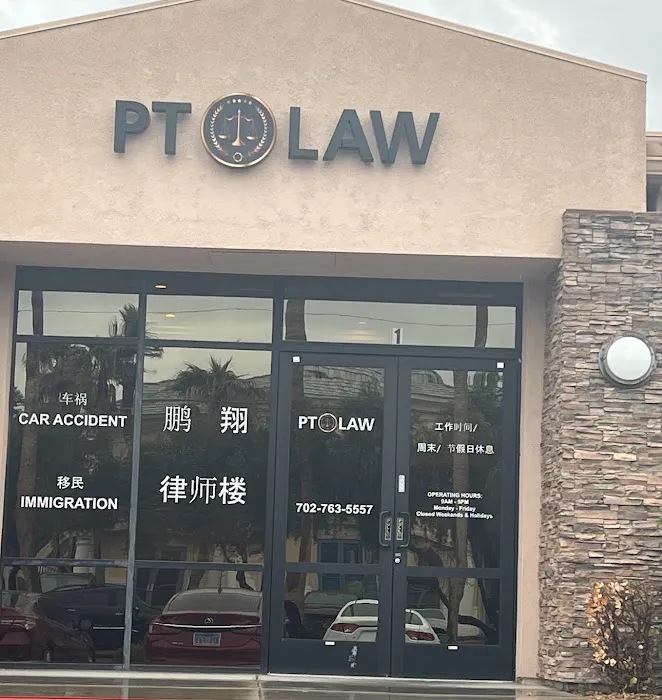 PT LAW
1
车祸
CAR ACCIDENT
移民
IMMIGRATION
鹏 翔
律师楼
PT LAW
702-763-5557
工作时间/
周末/ 节假日休息
OPERATING HOURS:
9AM - 5PM
Monday - Friday
Closed Weekends & Holidays